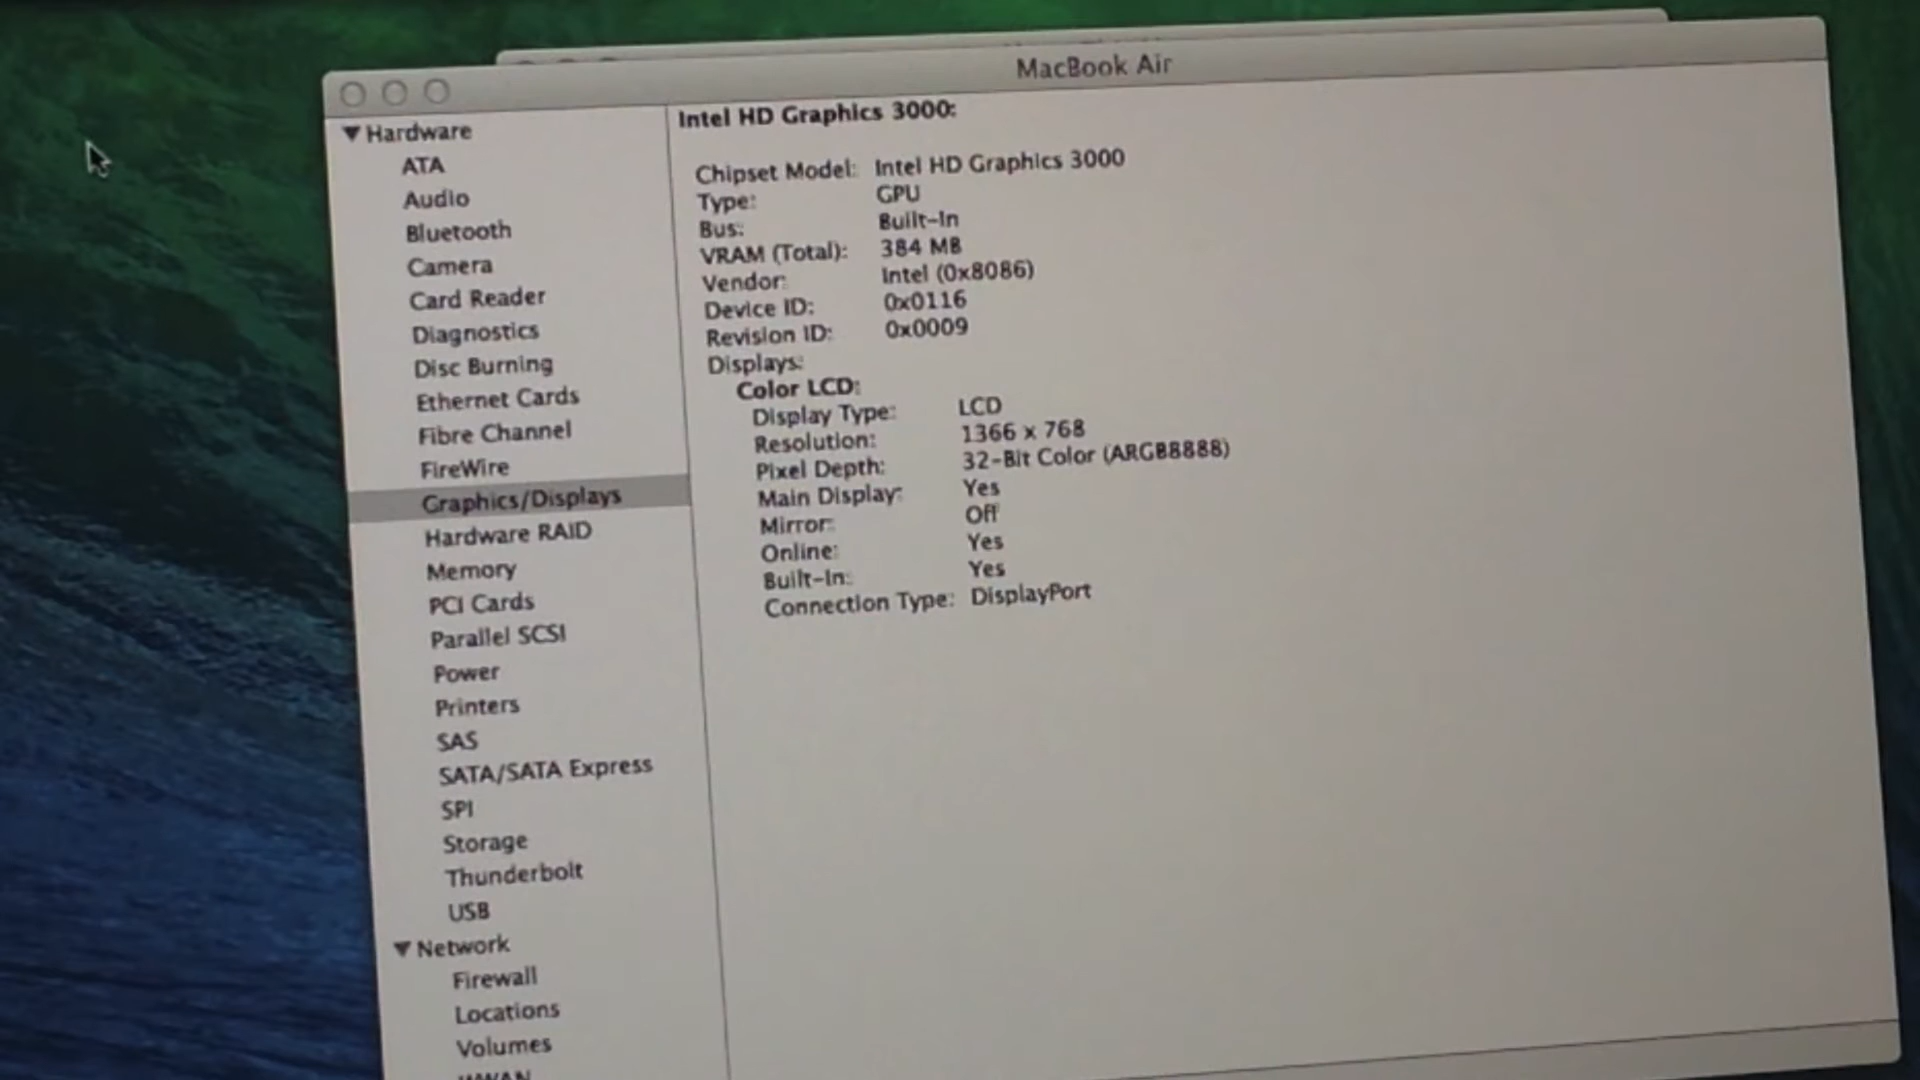 MacBook Air
Hardware
ATA
Audio
Bluetooth
Camera
Card Reader
Diagnostics
Disc Burning
Ethernet Cards
Fibre Channel
FireWire
Graphics/Displays
Hardware RAID
Memory
PCI Cards
Parallel SCSI
Power
Printers
SAS
SATA/SATA Express
SPI
Storage
Thunderbolt
USB
Network
Firewall
Locations
Volumes
Intel HD Graphics 3000:
Chipset Model: Intel HD Graphics 3000
Type: GPU
Bus: Built-In
VRAM (Total): 384 MB
Vendor: Intel (0x8086)
Device ID: 0x0116
Revision ID: 0x0009
Displays:
Color LCD:
Display Type: LCD
Resolution: 1366 x 768
Pixel Depth: 32-Bit Color (ARGB8888)
Main Display: Yes
Mirror: Off
Online: Yes
Built-In: Yes
Connection Type: DisplayPort